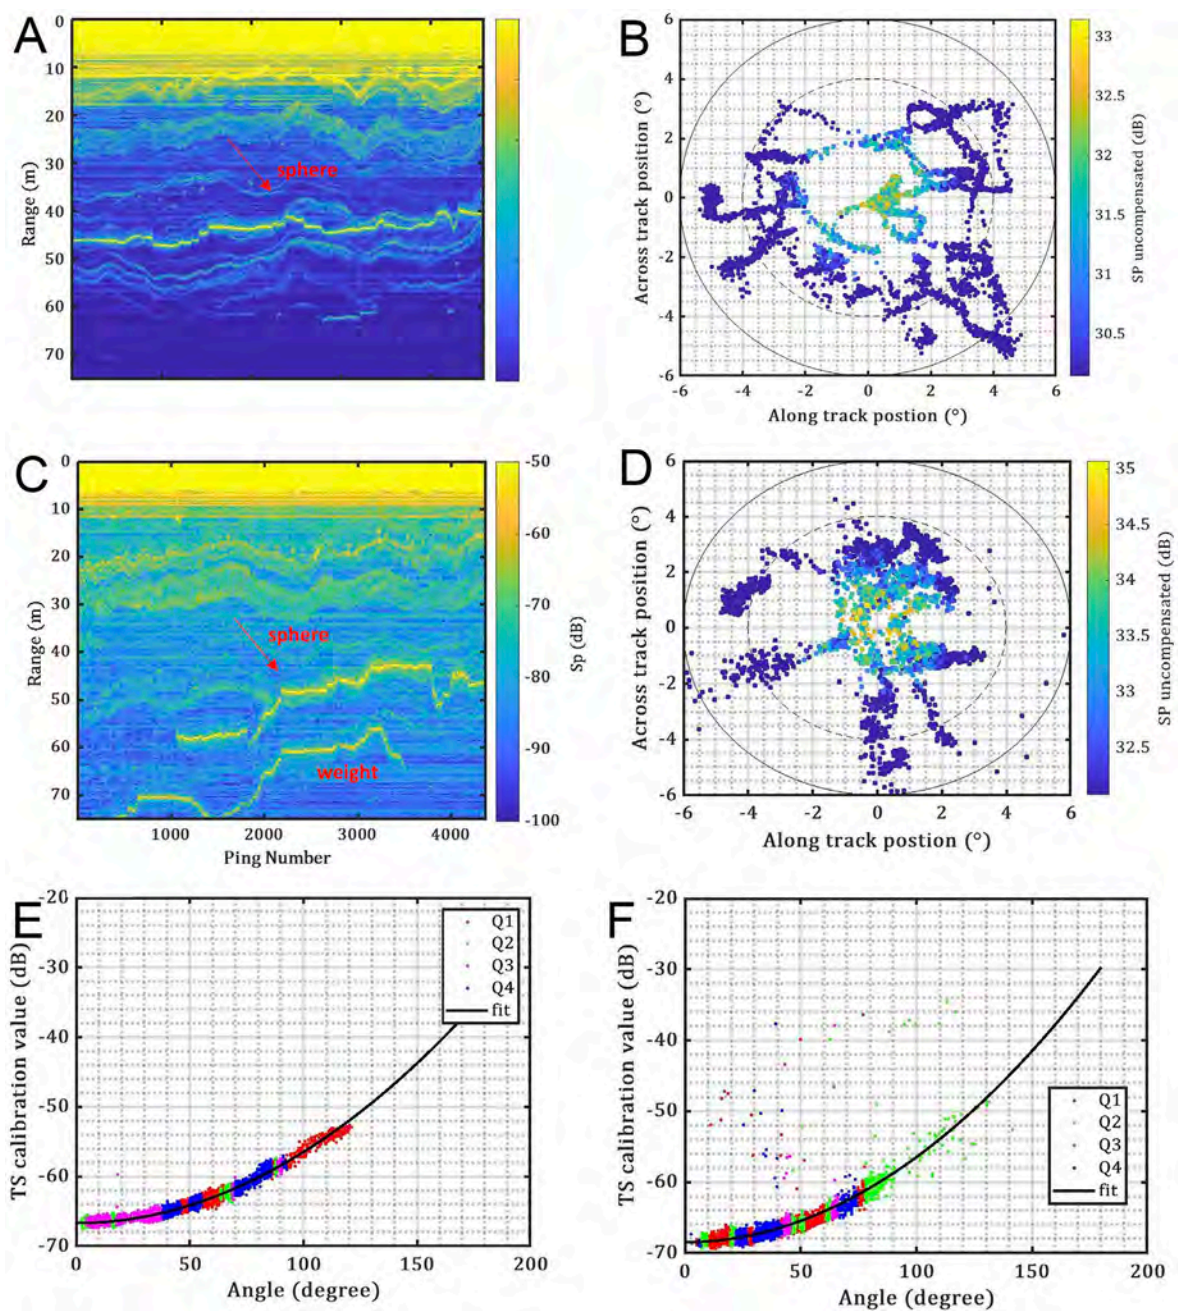 A
0
10
20
30
40
50
60
70
Range (m)
sphere
B
6
4
2
0
-2
-4
-6
Across track position (°)
-6 -4 -2 0 2 4 6
Along track postion (°)
33
32.5
32
31.5
31
30.5
SP uncompensated (dB)
C
0
10
20
30
40
50
60
70
Range (m)
sphere
weight
1000 2000 3000 4000
Ping Number
-50
-60
-70
-80
-90
-100
Sp (dB)
D
6
4
2
0
-2
-4
-6
Across track position (°)
-6 -4 -2 0 2 4 6
Along track postion (°)
35
34.5
34
33.5
33
32.5
SP uncompensated (dB)
E
-20
-30
-40
-50
-60
-70
TS calibration value (dB)
Q1
Q2
Q3
Q4
fit
0 50 100 150 200
Angle (degree)
F
-20
-30
-40
-50
-60
-70
TS calibration value (dB)
Q1
Q2
Q3
Q4
fit
0 50 100 150 200
Angle (degree)